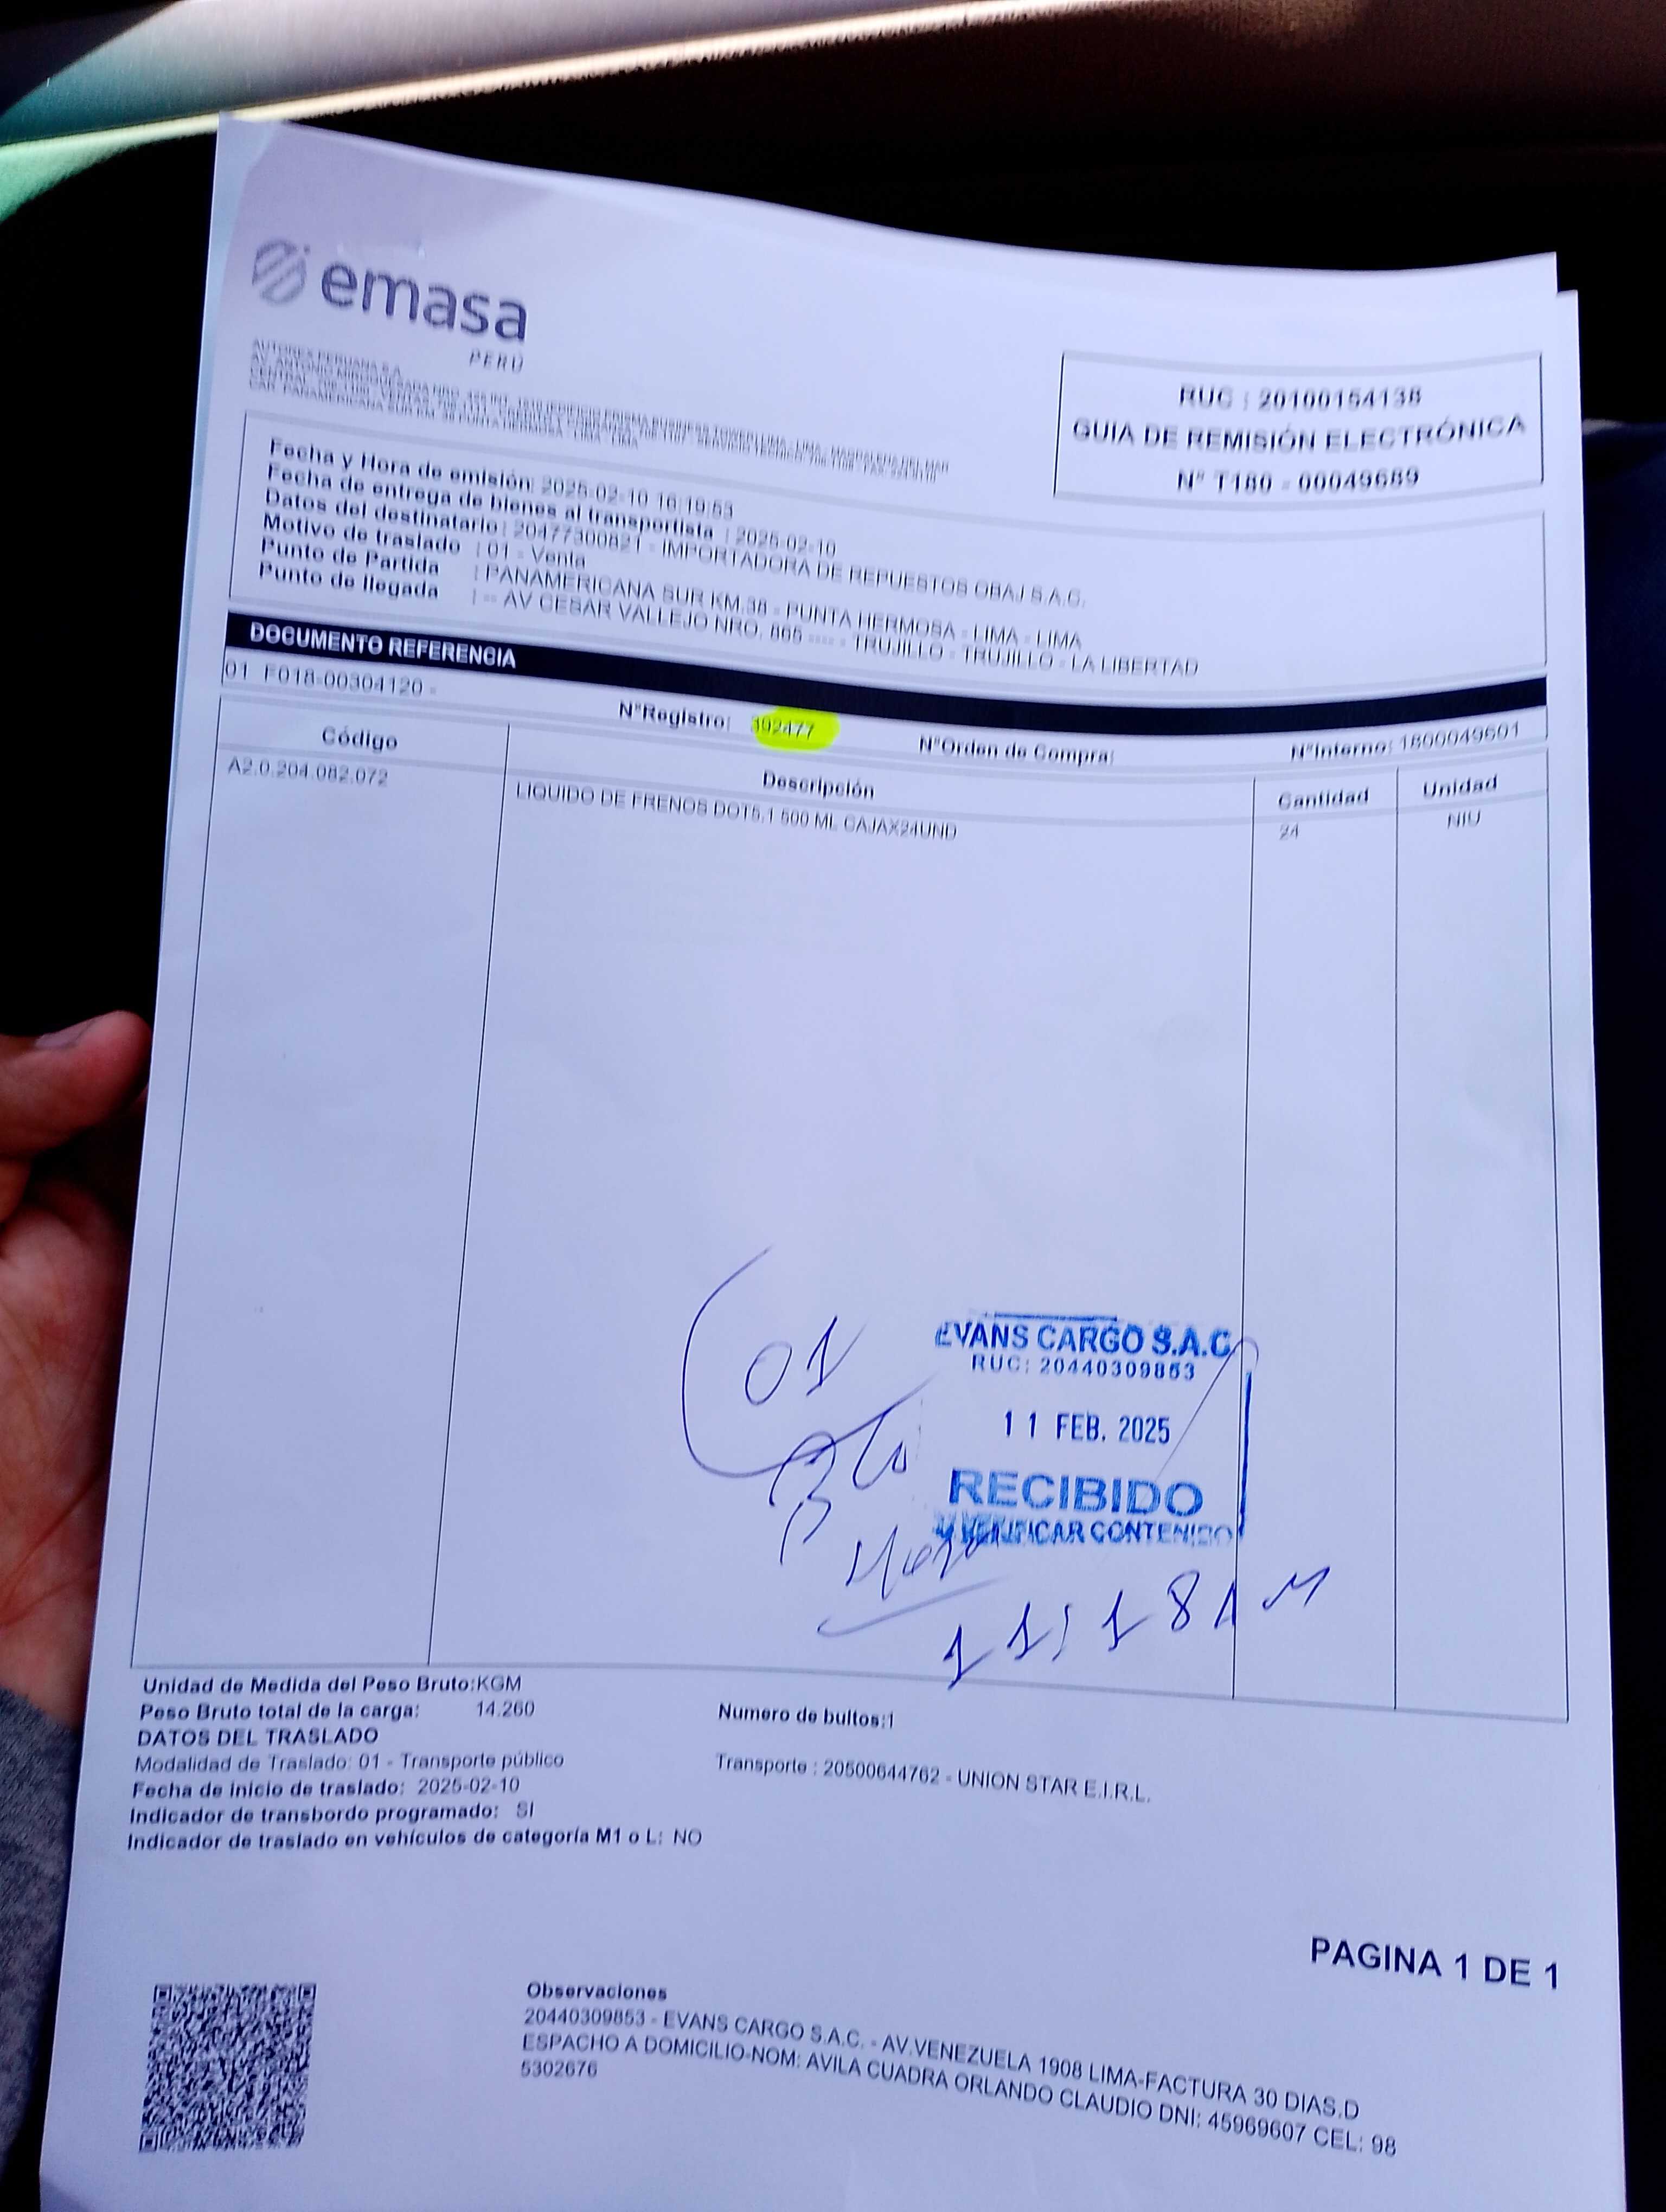 emasa
PERÚ
AUTOREX PERUANA S.A.
RUC : 20100154138
GUIA DE REMISIÓN ELECTRÓNICA
N° T180 - 00049689
Fecha y Hora de emisión: 2025-02-10 16:19:53
Fecha de entrega de bienes al transportista : 2025-02-10
Datos del destinatario : 20477300821 - IMPORTADORA DE REPUESTOS OBAJ S.A.C.
Motivo de traslado : 01 - Venta
Punto de Partida : PANAMERICANA SUR KM.38 - PUNTA HERMOSA - LIMA - LIMA
Punto de llegada : -- AV CESAR VALLEJO NRO. 865 ---- - TRUJILLO - TRUJILLO - LA LIBERTAD
DOCUMENTO REFERENCIA
01 F018-00304120 -
N°Registro: 392477 N°Orden de Compra: N°Interno: 1800049601
Código Descripción Cantidad Unidad
A2.0.204.082.072 LIQUIDO DE FRENOS DOT5.1 500 ML CAJAX24UND 24 NIU
01
EVANS CARGO S.A.C
RUC: 20440309853
11 FEB. 2025
RECIBIDO
VERIFICAR CONTENIDO
11:18AM
Unidad de Medida del Peso Bruto:KGM
Peso Bruto total de la carga: 14.260 Numero de bultos:1
DATOS DEL TRASLADO
Modalidad de Traslado: 01 - Transporte público Transporte : 20500644762 - UNION STAR E.I.R.L.
Fecha de inicio de traslado: 2025-02-10
Indicador de transbordo programado: SI
Indicador de traslado en vehículos de categoría M1 o L: NO
PAGINA 1 DE 1
Observaciones
20440309853 - EVANS CARGO S.A.C. - AV.VENEZUELA 1908 LIMA-FACTURA 30 DIAS.D
ESPACHO A DOMICILIO-NOM: AVILA CUADRA ORLANDO CLAUDIO DNI: 45969607 CEL: 98
5302676